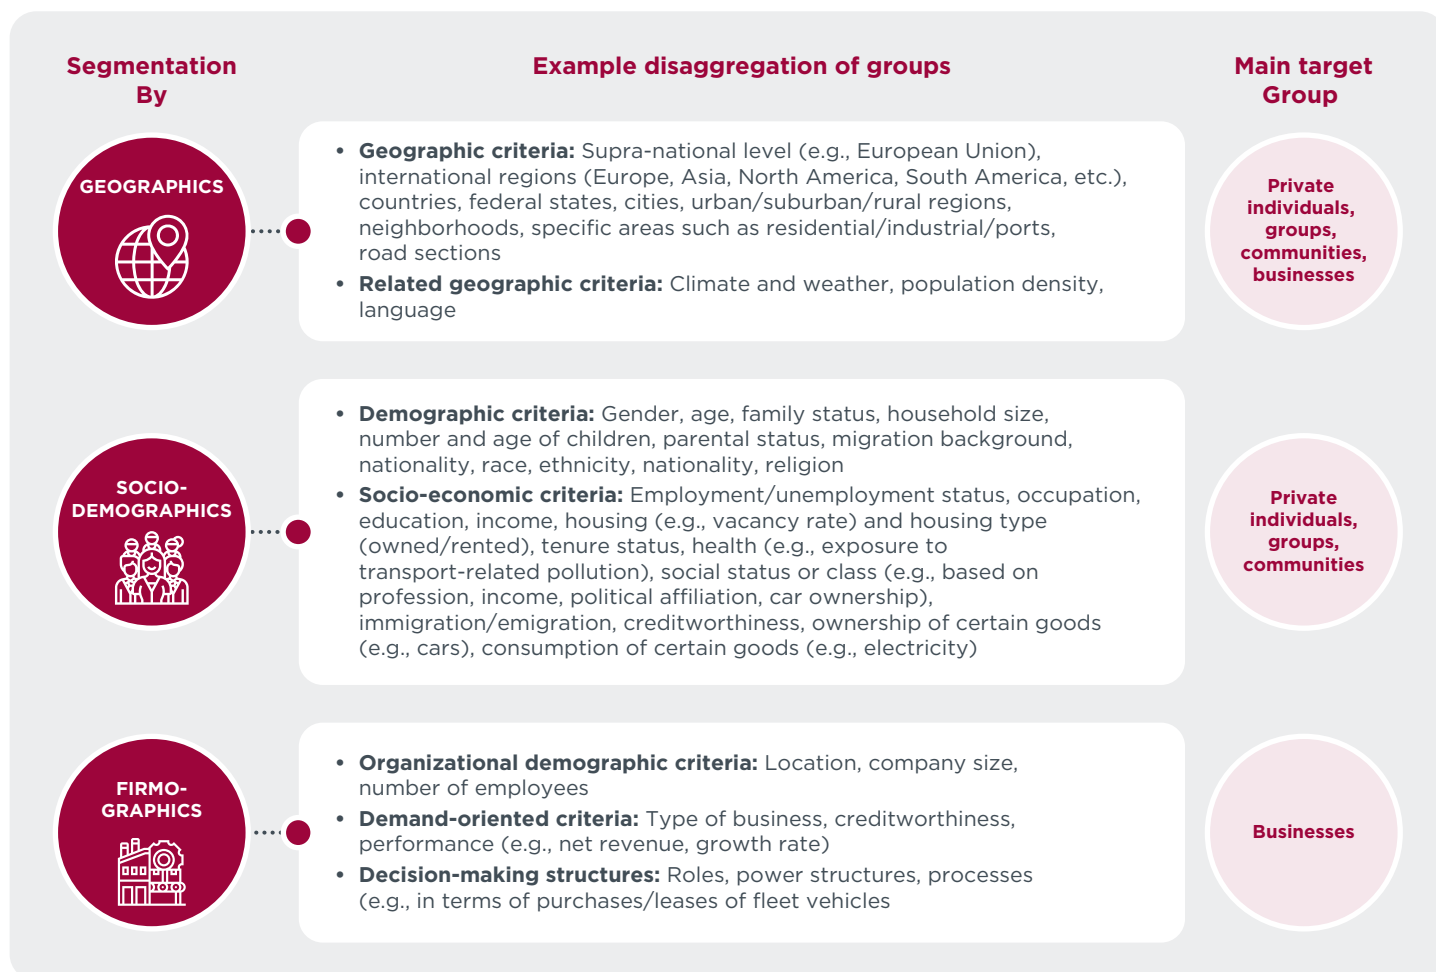 Segmentation
By
Example disaggregation of groups
Main target
Group
GEOGRAPHICS
• Geographic criteria: Supra-national level (e.g., European Union),
international regions (Europe, Asia, North America, South America, etc.),
countries, federal states, cities, urban/suburban/rural regions,
neighborhoods, specific areas such as residential/industrial/ports,
road sections
• Related geographic criteria: Climate and weather, population density,
language
Private
individuals,
groups,
communities,
businesses
SOCIO-
DEMOGRAPHICS
• Demographic criteria: Gender, age, family status, household size,
number and age of children, parental status, migration background,
nationality, race, ethnicity, nationality, religion
• Socio-economic criteria: Employment/unemployment status, occupation,
education, income, housing (e.g., vacancy rate) and housing type
(owned/rented), tenure status, health (e.g., exposure to
transport-related pollution), social status or class (e.g., based on
profession, income, political affiliation, car ownership),
immigration/emigration, creditworthiness, ownership of certain goods
(e.g., cars), consumption of certain goods (e.g., electricity)
Private
individuals,
groups,
communities
FIRMO-
GRAPHICS
• Organizational demographic criteria: Location, company size,
number of employees
• Demand-oriented criteria: Type of business, creditworthiness,
performance (e.g., net revenue, growth rate)
• Decision-making structures: Roles, power structures, processes
(e.g., in terms of purchases/leases of fleet vehicles
Businesses